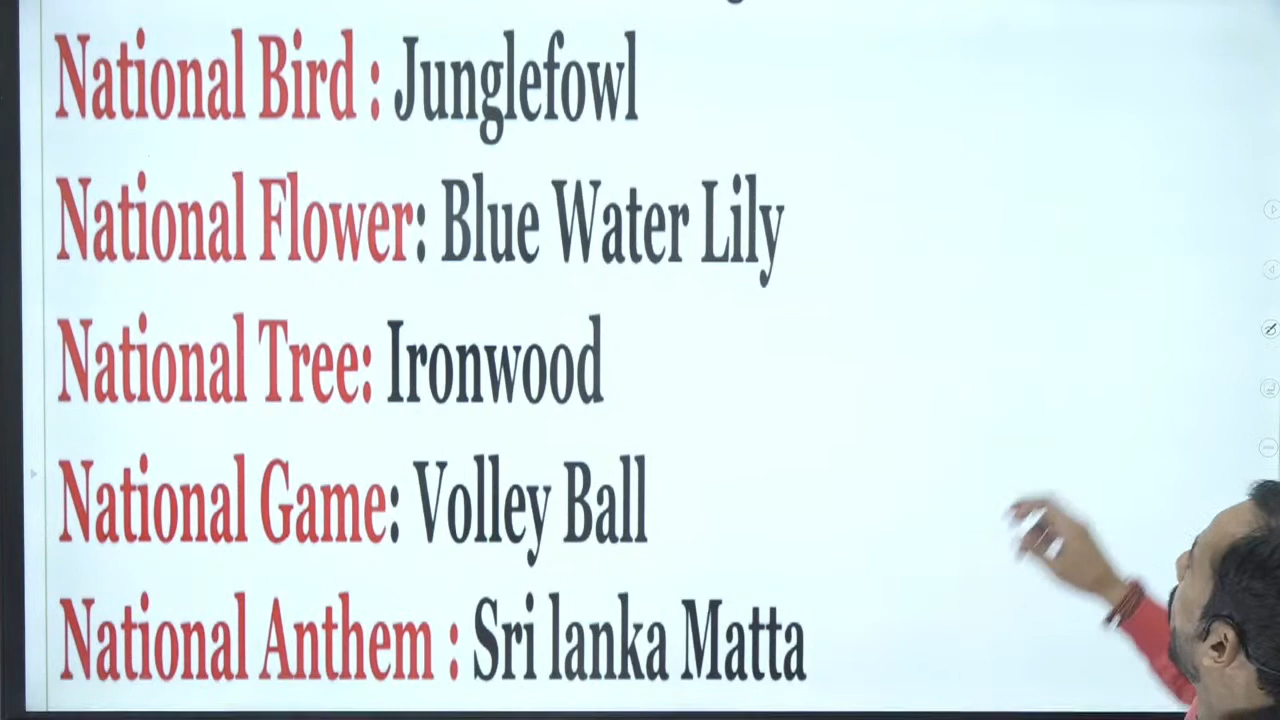 National Bird : Junglefowl
National Flower: Blue Water Lily
National Tree: Ironwood
National Game: Volley Ball
National Anthem : Sri lanka Matta